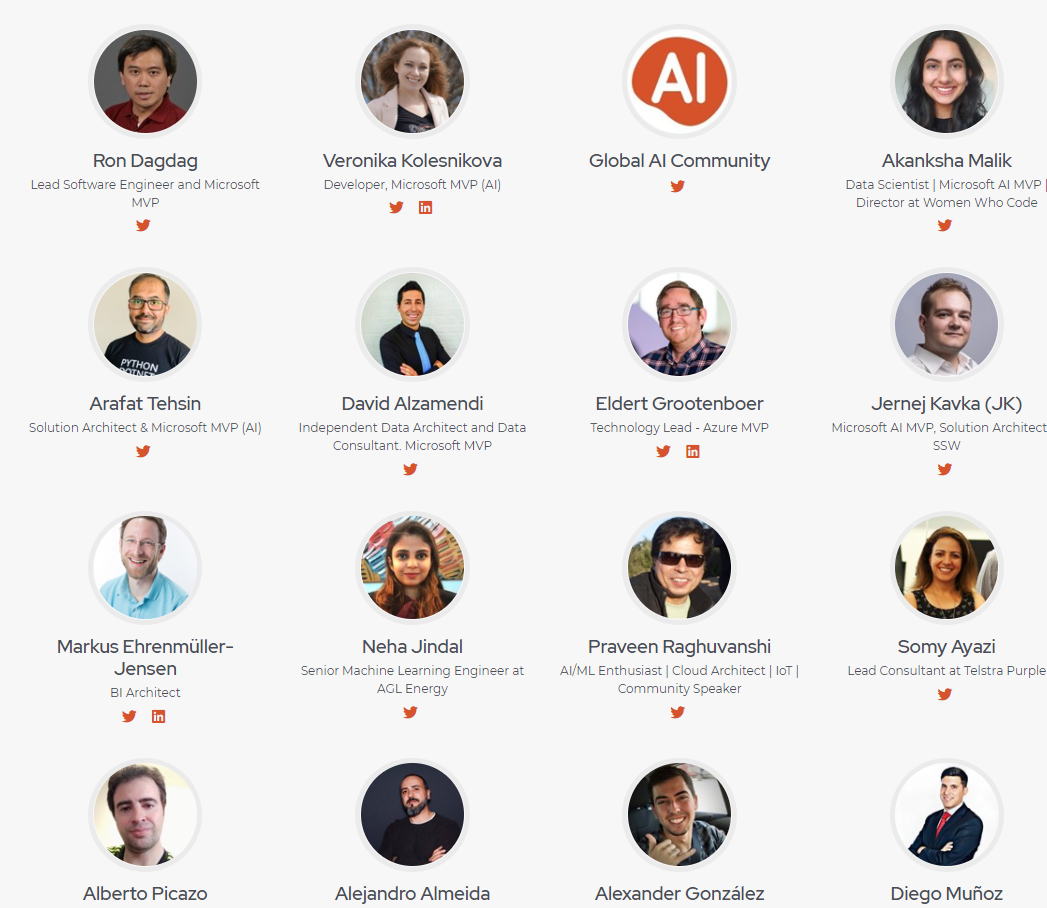 AI
Ron Dagdag
Veronika Kolesnikova
Global AI Community
Akanksha Malik
Lead Software Engineer and Microsoft
MVP
Developer, Microsoft MVP (AI)
Data Scientist | Microsoft AI MVP |
Director at Women Who Code
PYTHON
DOTNET
Arafat Tehsin
David Alzamendi
Eldert Grootenboer
Jernej Kavka (JK)
Solution Architect & Microsoft MVP (AI)
Independent Data Architect and Data
Consultant. Microsoft MVP
Technology Lead - Azure MVP
Microsoft AI MVP, Solution Architect
SSW
Markus Ehrenmüller-
Jensen
Neha Jindal
Praveen Raghuvanshi
Somy Ayazi
BI Architect
Senior Machine Learning Engineer at
AGL Energy
AI/ML Enthusiast | Cloud Architect | IoT |
Community Speaker
Lead Consultant at Telstra Purple
Alberto Picazo
Alejandro Almeida
Alexander González
Diego Muñoz